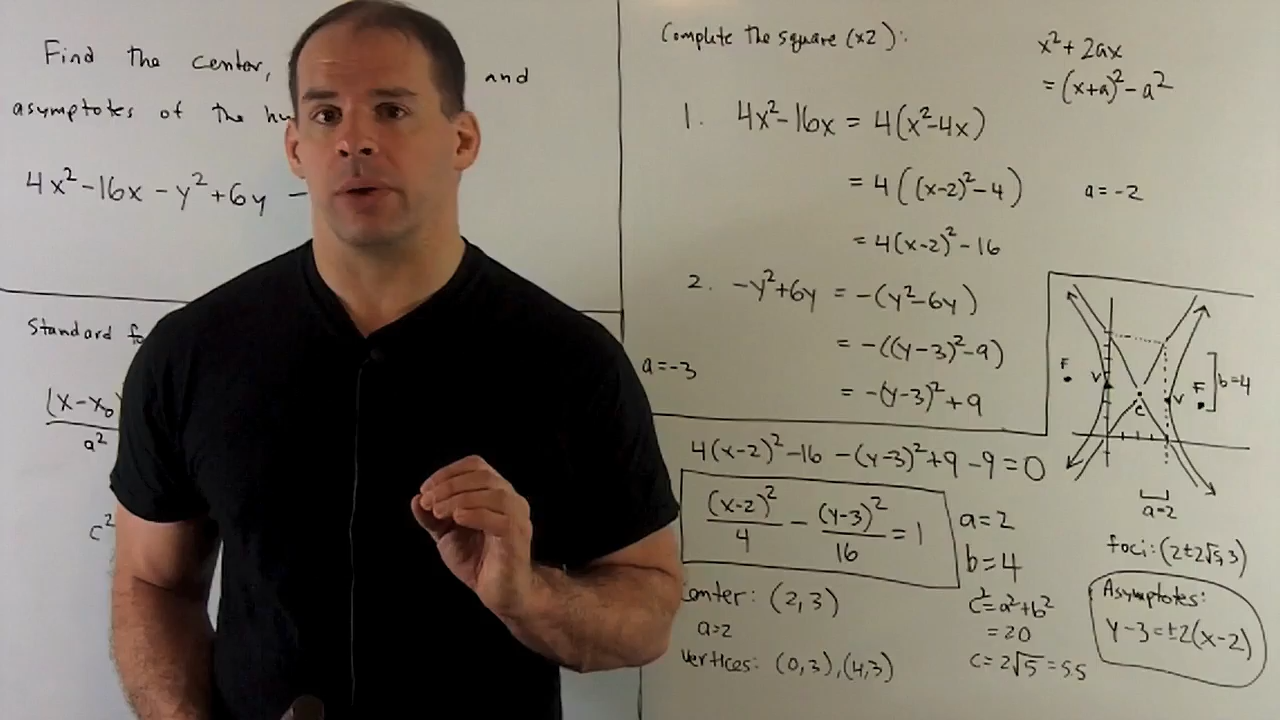 Find the center, and
asymptotes of the
4x²-16x - y²+6y -
Standard
(x-x₀
a²
c²
Complete the square (x2):
x²+2ax
= (x+a)²-a²
1. 4x²-16x = 4(x²-4x)
= 4((x-2)²-4) a=-2
= 4(x-2)²-16
2. -y²+6y = -(y²-6y)
= -((y-3)²-9)
a=-3
= -(y-3)²+9
F V C V F b=4
a=2
4(x-2)²-16 -(y-3)²+9 -9 = 0
(x-2)²/4 - (y-3)²/16 = 1
a=2
b=4
c²=a²+b²
=20
c=2√5=5.5
center: (2,3)
a=2
vertices: (0,3),(4,3)
foci: (2±2√5,3)
Asymptotes:
y-3=±2(x-2)